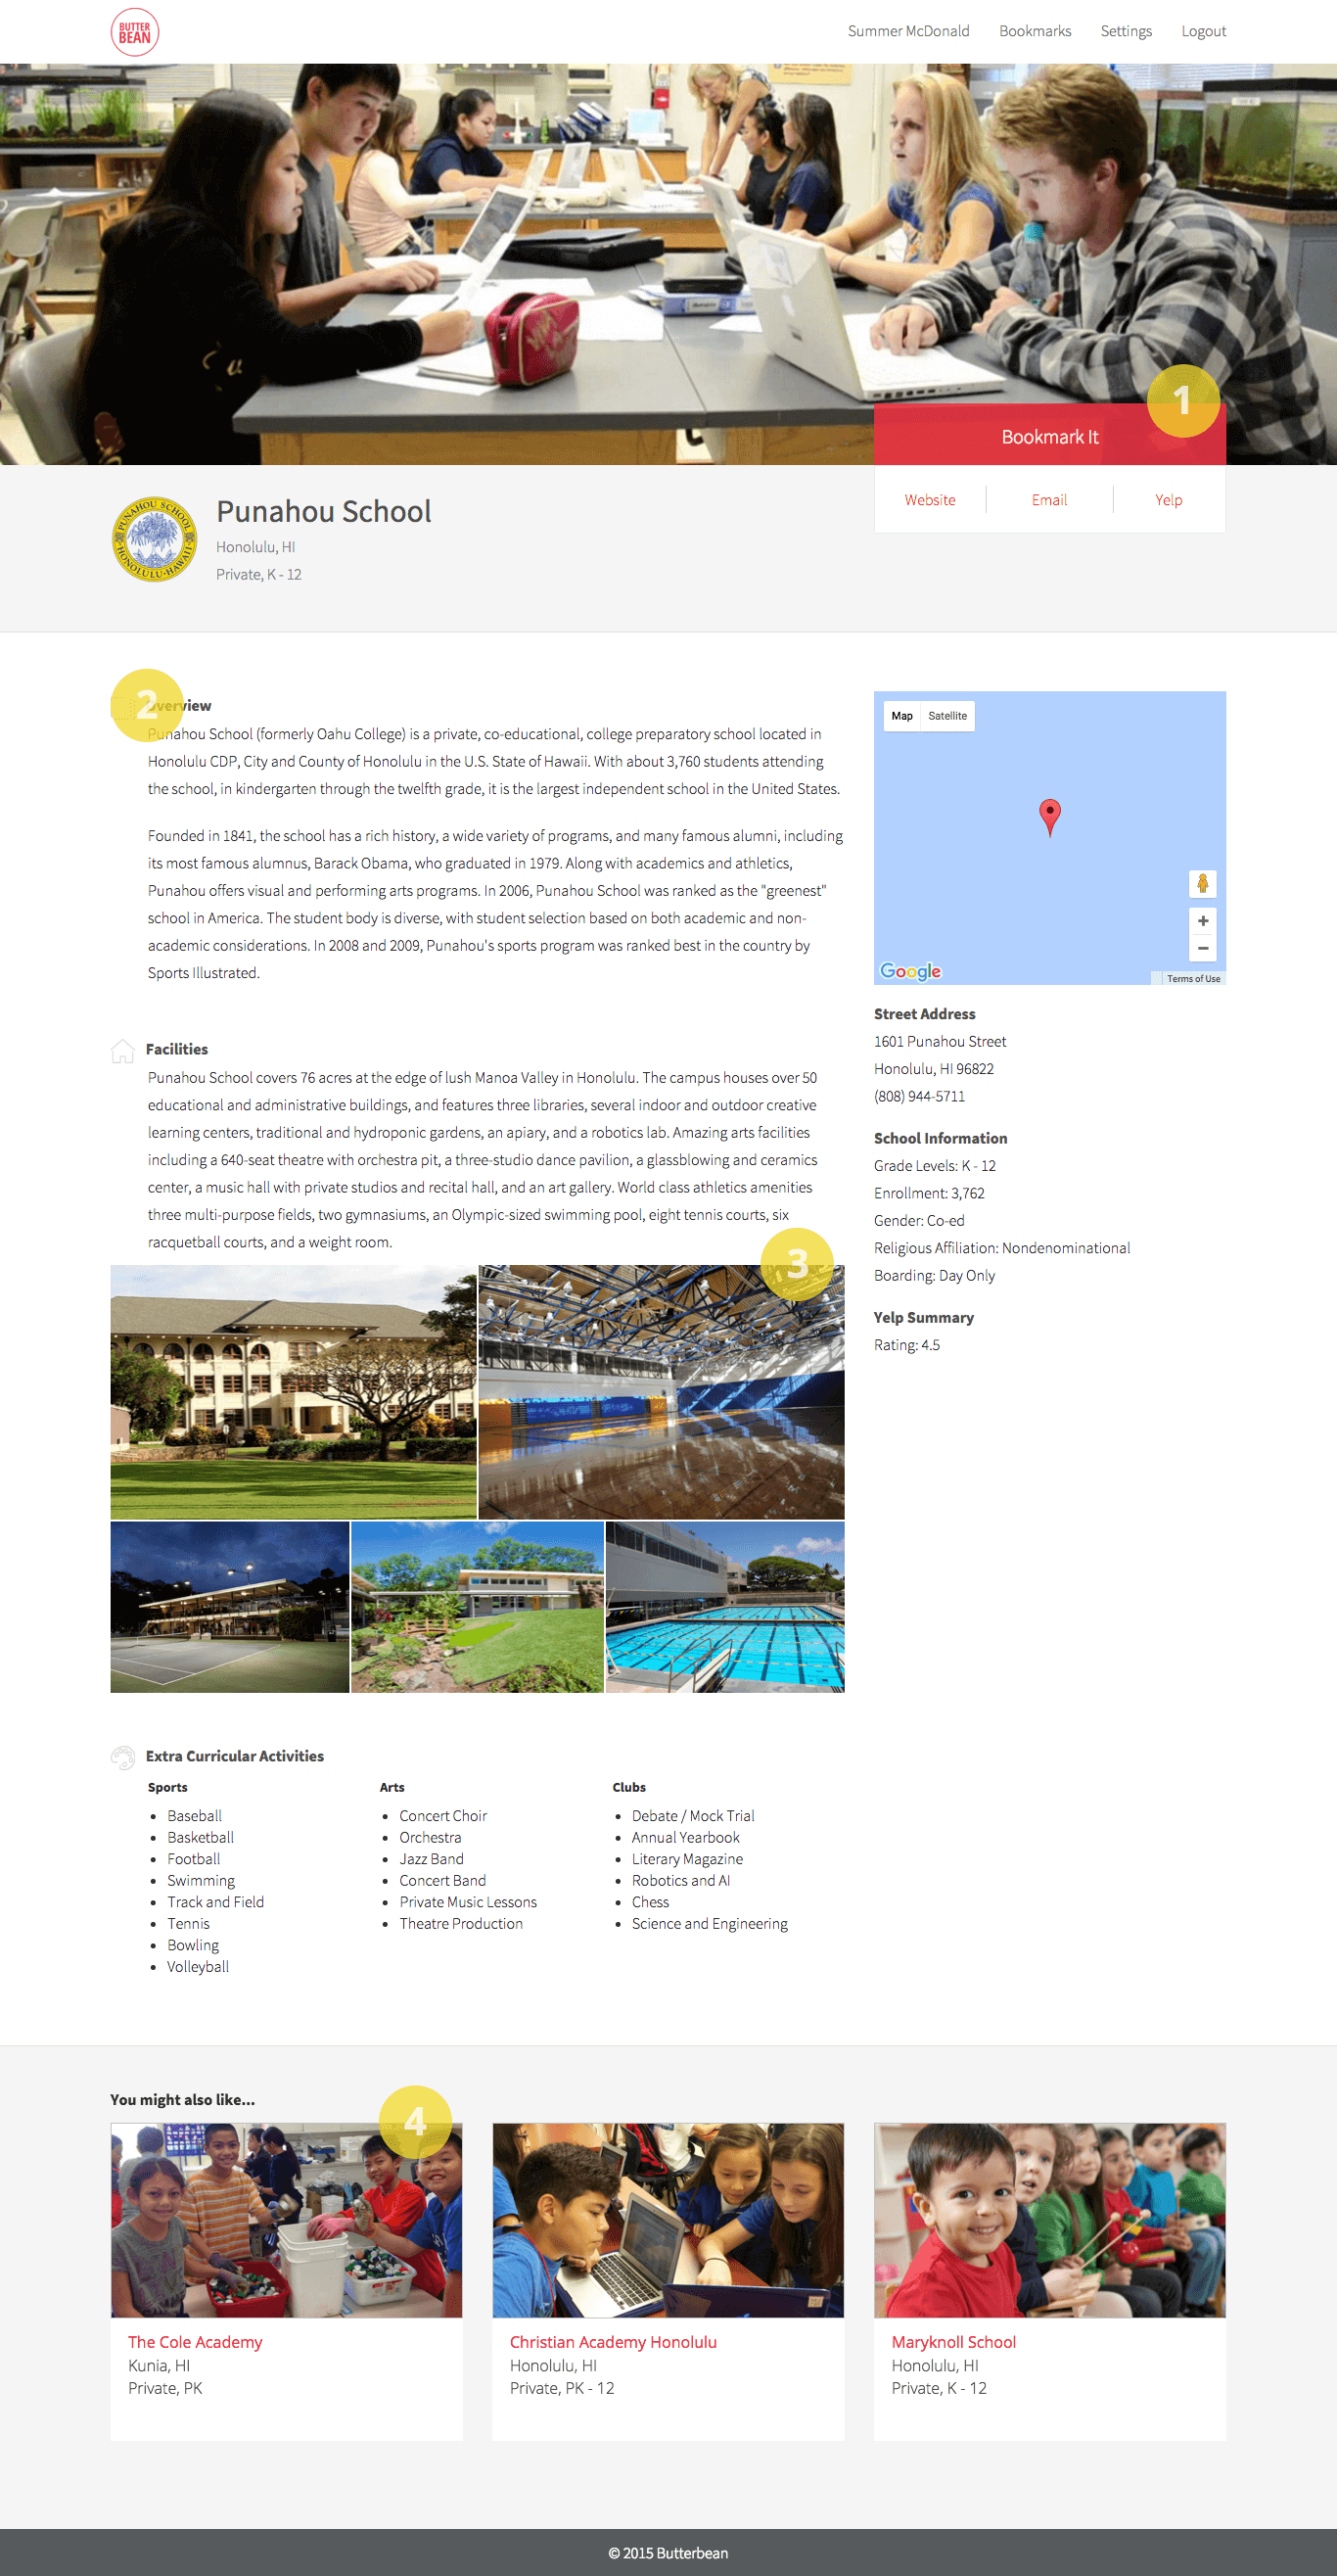 BUTTER
BEAN
Summer McDonald Bookmarks Settings Logout
1
Bookmark It
Website Email Yelp
PUNAHOU SCHOOL
HONOLULU · HAWAII
Punahou School
Honolulu, HI
Private, K - 12
2
Overview
Punahou School (formerly Oahu College) is a private, co-educational, college preparatory school located in
Honolulu CDP, City and County of Honolulu in the U.S. State of Hawaii. With about 3,760 students attending
the school, in kindergarten through the twelfth grade, it is the largest independent school in the United States.
Founded in 1841, the school has a rich history, a wide variety of programs, and many famous alumni, including
its most famous alumnus, Barack Obama, who graduated in 1979. Along with academics and athletics,
Punahou offers visual and performing arts programs. In 2006, Punahou School was ranked as the "greenest"
school in America. The student body is diverse, with student selection based on both academic and non-
academic considerations. In 2008 and 2009, Punahou's sports program was ranked best in the country by
Sports Illustrated.
Facilities
Punahou School covers 76 acres at the edge of lush Manoa Valley in Honolulu. The campus houses over 50
educational and administrative buildings, and features three libraries, several indoor and outdoor creative
learning centers, traditional and hydroponic gardens, an apiary, and a robotics lab. Amazing arts facilities
including a 640-seat theatre with orchestra pit, a three-studio dance pavilion, a glassblowing and ceramics
center, a music hall with private studios and recital hall, and an art gallery. World class athletics amenities
three multi-purpose fields, two gymnasiums, an Olympic-sized swimming pool, eight tennis courts, six
racquetball courts, and a weight room.
3
Map Satellite
+
−
Google
Terms of Use
Street Address
1601 Punahou Street
Honolulu, HI 96822
(808) 944-5711
School Information
Grade Levels: K - 12
Enrollment: 3,762
Gender: Co-ed
Religious Affiliation: Nondenominational
Boarding: Day Only
Yelp Summary
Rating: 4.5
Extra Curricular Activities
Sports
Baseball
Basketball
Football
Swimming
Track and Field
Tennis
Bowling
Volleyball
Arts
Concert Choir
Orchestra
Jazz Band
Concert Band
Private Music Lessons
Theatre Production
Clubs
Debate / Mock Trial
Annual Yearbook
Literary Magazine
Robotics and AI
Chess
Science and Engineering
You might also like...
4
The Cole Academy
Kunia, HI
Private, PK
Christian Academy Honolulu
Honolulu, HI
Private, PK - 12
Maryknoll School
Honolulu, HI
Private, K - 12
© 2015 Butterbean